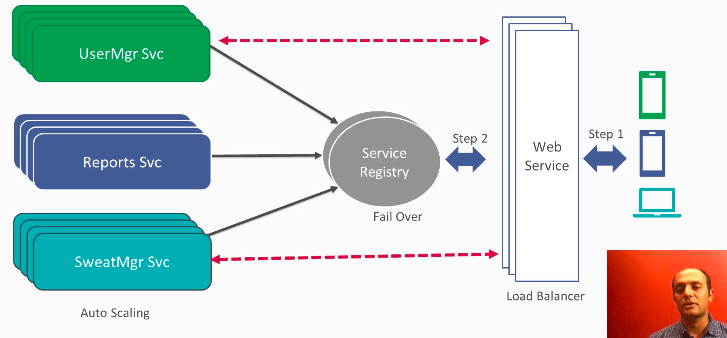 UserMgr Svc
Reports Svc
SweatMgr Svc
Auto Scaling
Service
Registry
Fail Over
Step 2
Web
Service
Load Balancer
Step 1